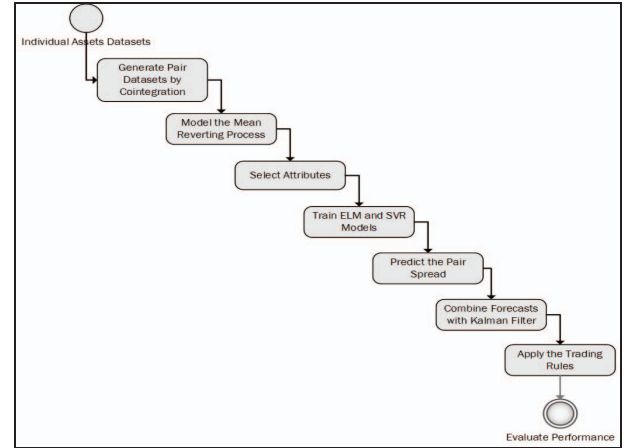 Individual Assets Datasets
Generate Pair
Datasets by
Cointegration
Model the Mean
Reverting Process
Select Attributes
Train ELM and SVR
Models
Predict the Pair
Spread
Combine Forecasts
with Kalman Filter
Apply the Trading
Rules
Evaluate Performance